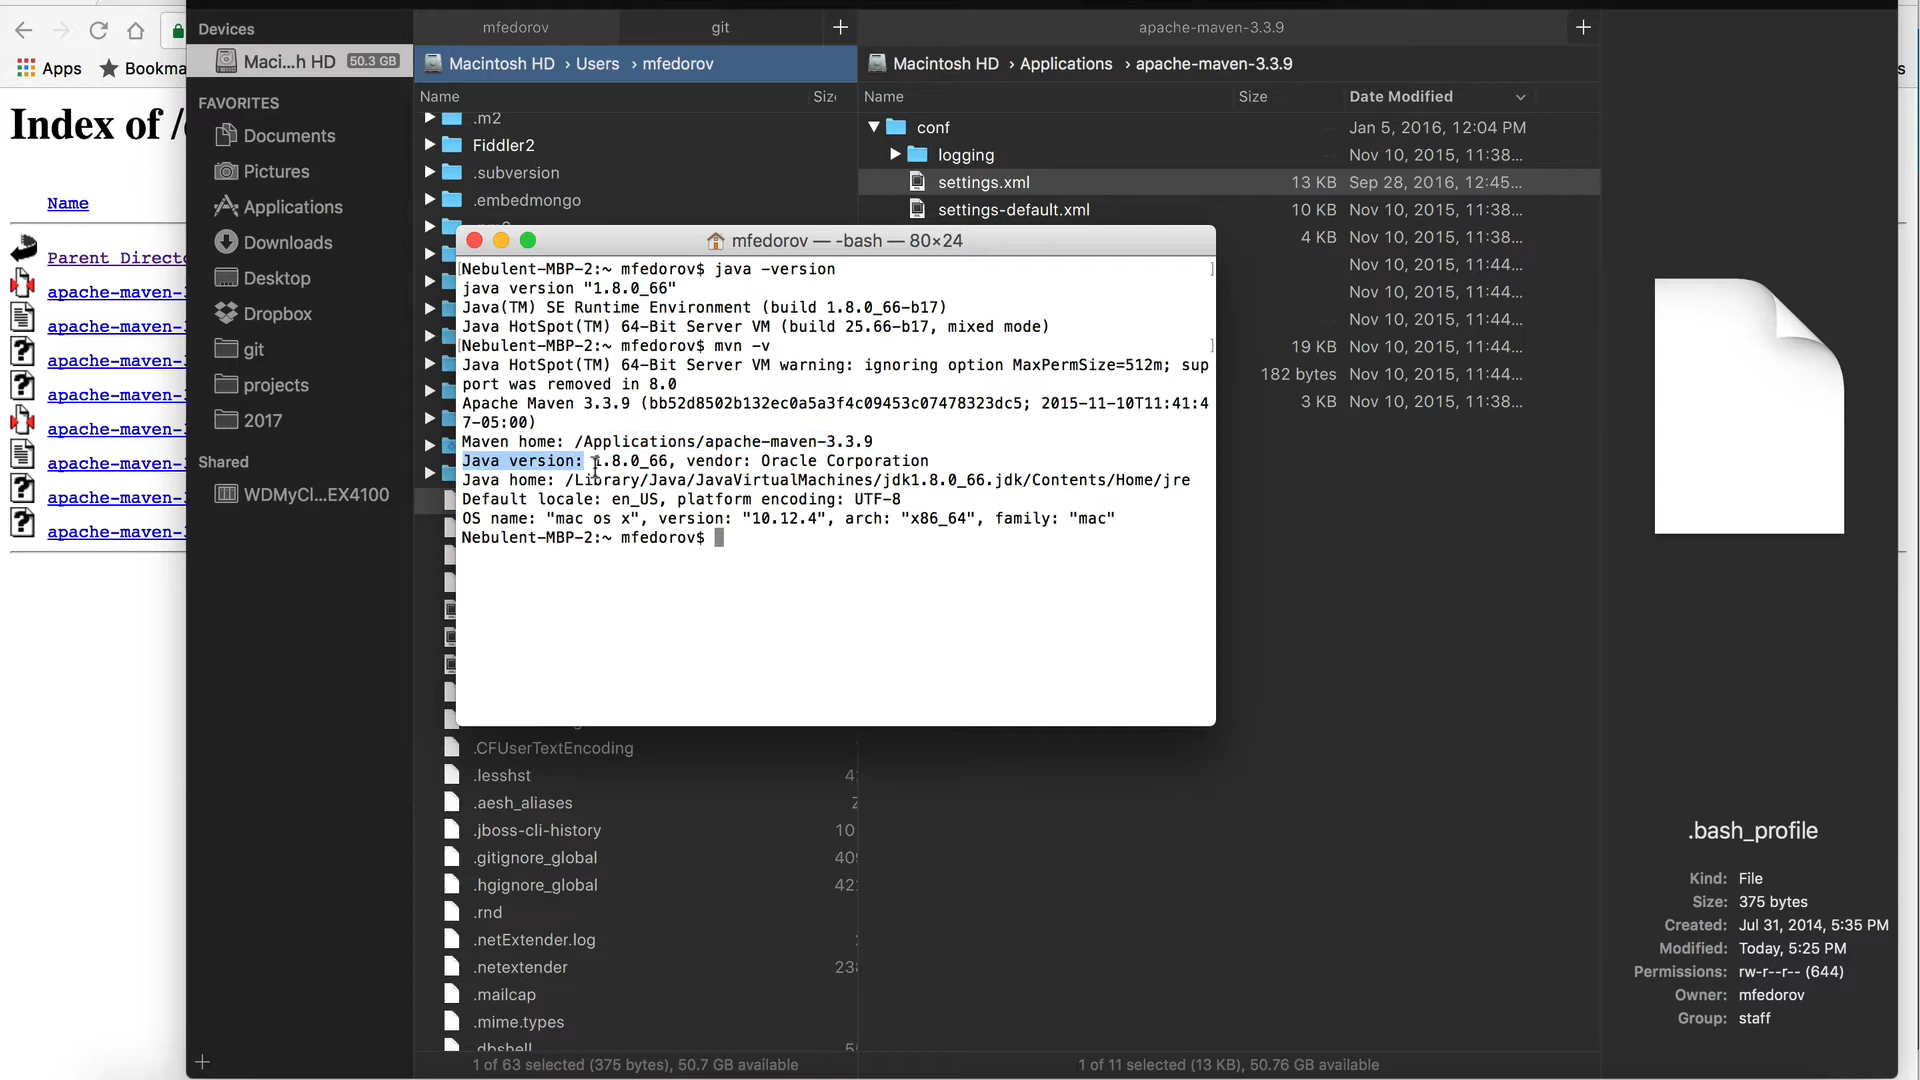 Apps
Bookma
Index of /
Name
Parent Directo
apache-maven-3
apache-maven-3
apache-maven-3
apache-maven-3
apache-maven-3
apache-maven-3
apache-maven-3
apache-maven-3
Devices
Maci...h HD 50.3 GB
FAVORITES
Documents
Pictures
Applications
Downloads
Desktop
Dropbox
git
projects
2017
Shared
WDMyCl...EX4100
mfedorov git
Macintosh HD › Users › mfedorov
Name Size
.m2
Fiddler2
.subversion
.embedmongo
.CFUserTextEncoding
.lesshst
.aesh_aliases
.jboss-cli-history 10
.gitignore_global 409
.hgignore_global 422
.rnd
.netExtender.log
.netextender 238
.mailcap
.mime.types
.dbshell
1 of 63 selected (375 bytes), 50.7 GB available
apache-maven-3.3.9
Macintosh HD › Applications › apache-maven-3.3.9
Name Size Date Modified
conf Jan 5, 2016, 12:04 PM
logging Nov 10, 2015, 11:38...
settings.xml 13 KB Sep 28, 2016, 12:45...
settings-default.xml 10 KB Nov 10, 2015, 11:38...
4 KB Nov 10, 2015, 11:38...
Nov 10, 2015, 11:44...
Nov 10, 2015, 11:44...
Nov 10, 2015, 11:44...
19 KB Nov 10, 2015, 11:44...
182 bytes Nov 10, 2015, 11:44...
3 KB Nov 10, 2015, 11:38...
1 of 11 selected (13 KB), 50.76 GB available
mfedorov — -bash — 80×24
[Nebulent-MBP-2:~ mfedorov$ java -version ]
java version "1.8.0_66"
Java(TM) SE Runtime Environment (build 1.8.0_66-b17)
Java HotSpot(TM) 64-Bit Server VM (build 25.66-b17, mixed mode)
[Nebulent-MBP-2:~ mfedorov$ mvn -v ]
Java HotSpot(TM) 64-Bit Server VM warning: ignoring option MaxPermSize=512m; sup
port was removed in 8.0
Apache Maven 3.3.9 (bb52d8502b132ec0a5a3f4c09453c07478323dc5; 2015-11-10T11:41:4
7-05:00)
Maven home: /Applications/apache-maven-3.3.9
Java version: 1.8.0_66, vendor: Oracle Corporation
Java home: /Library/Java/JavaVirtualMachines/jdk1.8.0_66.jdk/Contents/Home/jre
Default locale: en_US, platform encoding: UTF-8
OS name: "mac os x", version: "10.12.4", arch: "x86_64", family: "mac"
Nebulent-MBP-2:~ mfedorov$
.bash_profile
Kind: File
Size: 375 bytes
Created: Jul 31, 2014, 5:35 PM
Modified: Today, 5:25 PM
Permissions: rw-r--r-- (644)
Owner: mfedorov
Group: staff